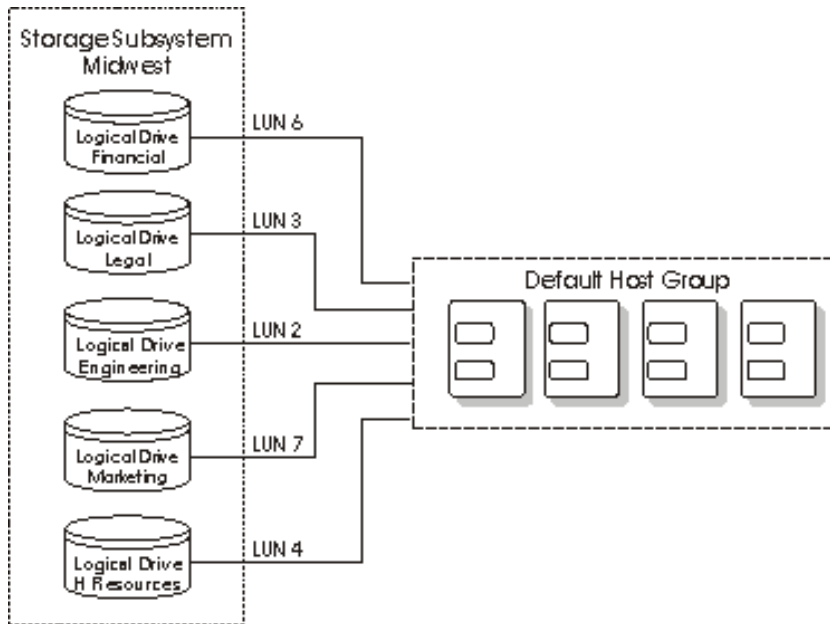 Storage Subsystem
Midwest
Logical Drive
Financial
LUN 6
Logical Drive
Legal
LUN 3
Default Host Group
Logical Drive
Engineering
LUN 2
Logical Drive
Marketing
LUN 7
Logical Drive
H Resources
LUN 4